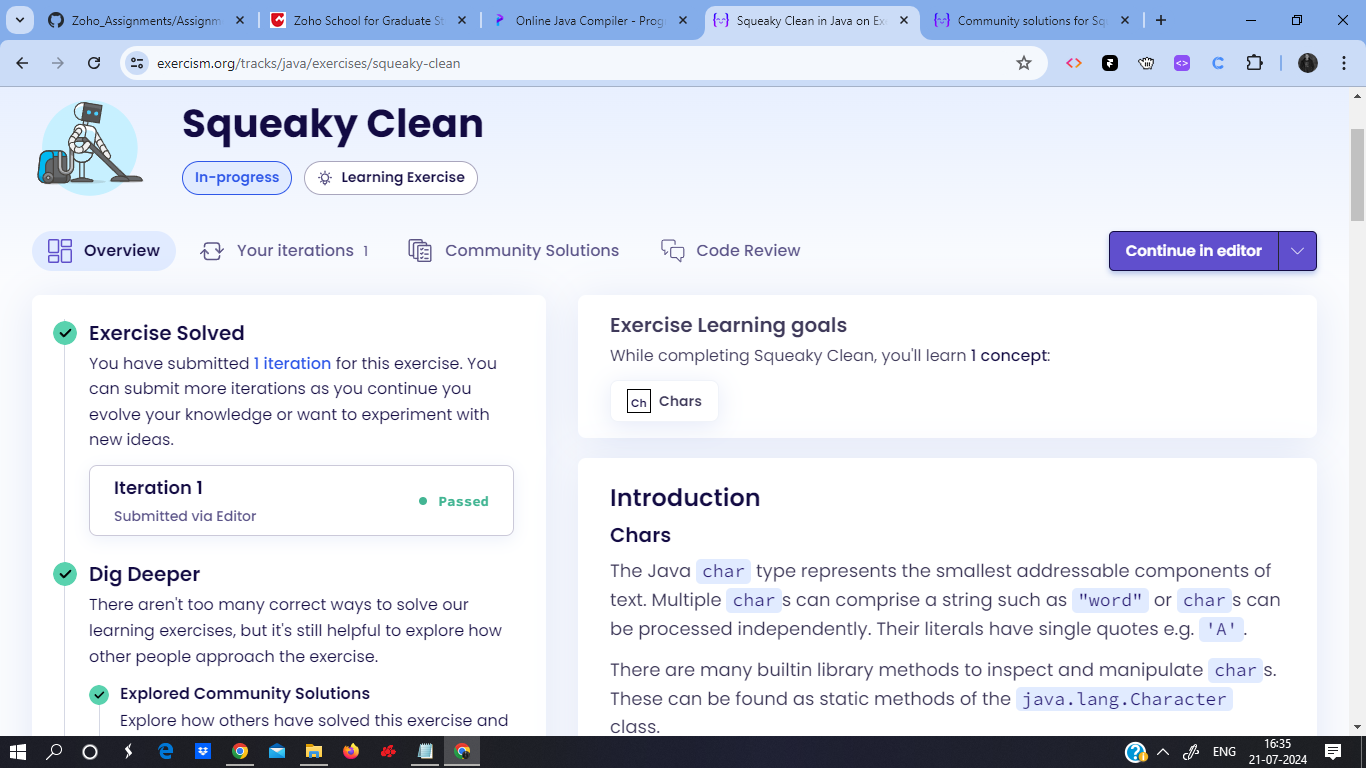 Zoho_Assignments/Assignm
Zoho School for Graduate St
Online Java Compiler - Prog
Squeaky Clean in Java on Ex
Community solutions for Sq
exercism.org/tracks/java/exercises/squeaky-clean
Squeaky Clean
In-progress
Learning Exercise
Overview
Your iterations 1
Community Solutions
Code Review
Continue in editor
Exercise Solved
You have submitted 1 iteration for this exercise. You
can submit more iterations as you continue you
evolve your knowledge or want to experiment with
new ideas.
Iteration 1
Submitted via Editor
Passed
Dig Deeper
There aren't too many correct ways to solve our
learning exercises, but it's still helpful to explore how
other people approach the exercise.
Explored Community Solutions
Explore how others have solved this exercise and
Exercise Learning goals
While completing Squeaky Clean, you'll learn 1 concept:
Ch Chars
Introduction
Chars
The Java char type represents the smallest addressable components of
text. Multiple chars can comprise a string such as "word" or chars can
be processed independently. Their literals have single quotes e.g. 'A'.
There are many builtin library methods to inspect and manipulate chars.
These can be found as static methods of the java.lang.Character
class.
ENG
16:35
21-07-2024